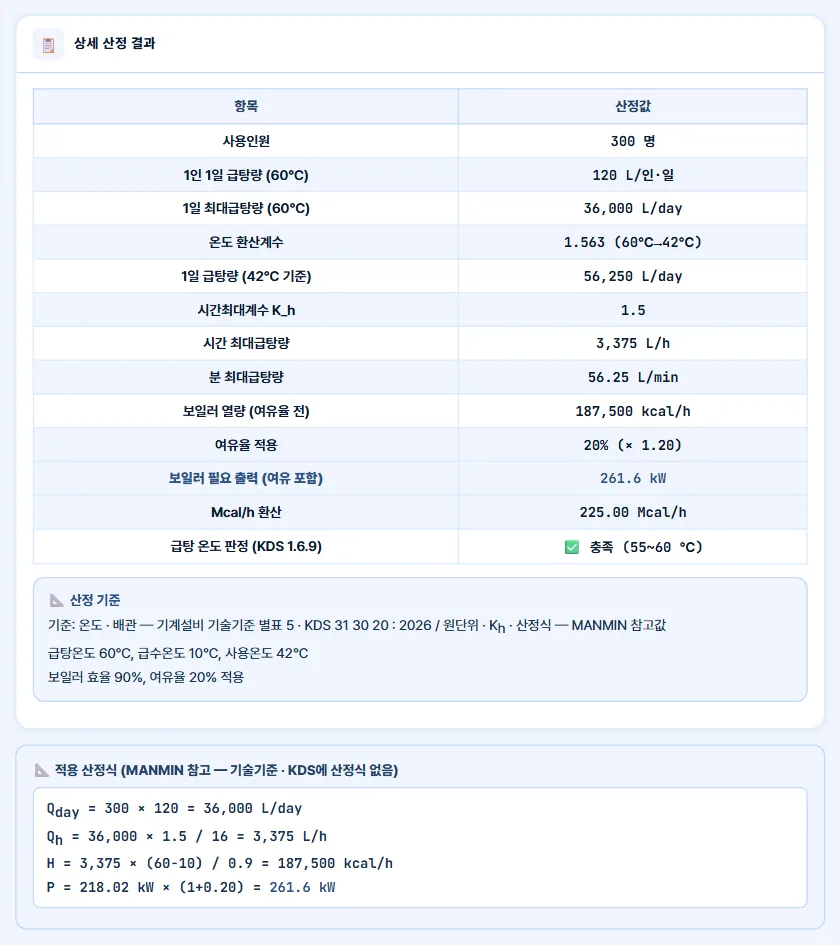 상세 산정 결과
항목 산정값
사용인원 300 명
1인 1일 급탕량 (60℃) 120 L/인·일
1일 최대급탕량 (60℃) 36,000 L/day
온도 환산계수 1.563 (60℃→42℃)
1일 급탕량 (42℃ 기준) 56,250 L/day
시간최대계수 K_h 1.5
시간 최대급탕량 3,375 L/h
분 최대급탕량 56.25 L/min
보일러 열량 (여유율 전) 187,500 kcal/h
여유율 적용 20% (× 1.20)
보일러 필요 출력 (여유 포함) 261.6 kW
Mcal/h 환산 225.00 Mcal/h
급탕 온도 판정 (KDS 1.6.9) ✅ 충족 (55~60 ℃)
📐 산정 기준
기준: 온도 · 배관 — 기계설비 기술기준 별표 5 · KDS 31 30 20 : 2026 / 원단위 · Kh · 산정식 — MANMIN 참고값
급탕온도 60℃, 급수온도 10℃, 사용온도 42℃
보일러 효율 90%, 여유율 20% 적용
📐 적용 산정식 (MANMIN 참고 — 기술기준 · KDS에 산정식 없음)
Qday = 300 × 120 = 36,000 L/day
Qh = 36,000 × 1.5 / 16 = 3,375 L/h
H = 3,375 × (60-10) / 0.9 = 187,500 kcal/h
P = 218.02 kW × (1+0.20) = 261.6 kW